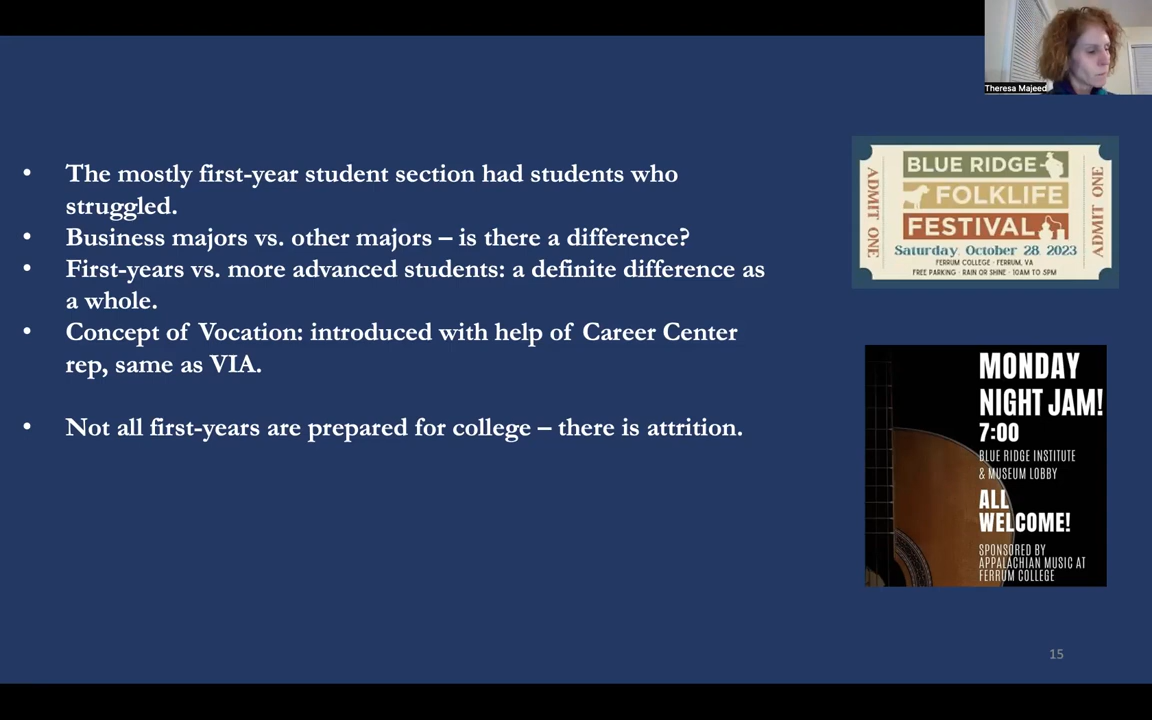 Theresa Majeed
• The mostly first-year student section had students who
struggled.
• Business majors vs. other majors – is there a difference?
• First-years vs. more advanced students: a definite difference as
a whole.
• Concept of Vocation: introduced with help of Career Center
rep, same as VIA.
• Not all first-years are prepared for college – there is attrition.
ADMIT ONE
BLUE RIDGE
FOLKLIFE
FESTIVAL
Saturday, October 28, 2023
FERRUM COLLEGE · FERRUM, VA
FREE PARKING · RAIN OR SHINE · 10AM TO 5PM
ADMIT ONE
MONDAY
NIGHT JAM!
7:00
BLUE RIDGE INSTITUTE
& MUSEUM LOBBY
ALL
WELCOME!
SPONSORED BY
APPALACHIAN MUSIC AT
FERRUM COLLEGE
15